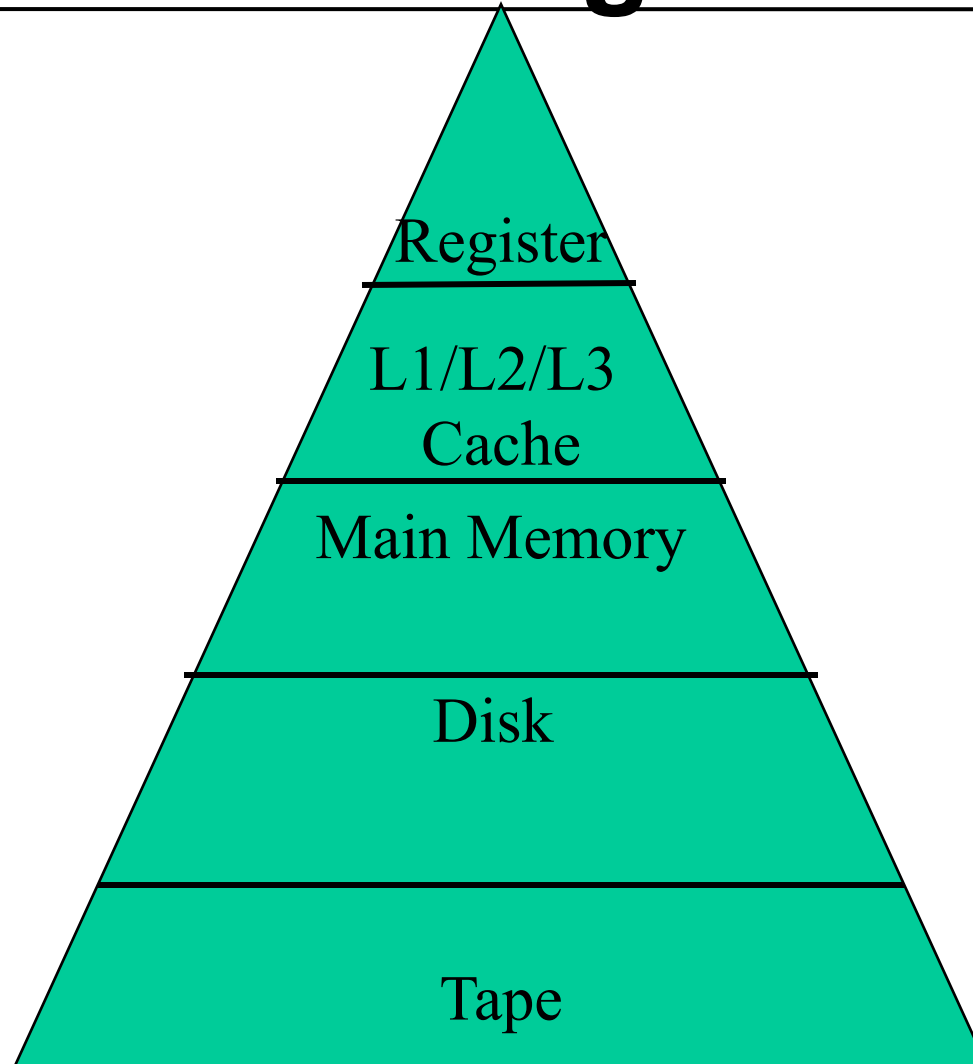 Register
L1/L2/L3
Cache
Main Memory
Disk
Tape